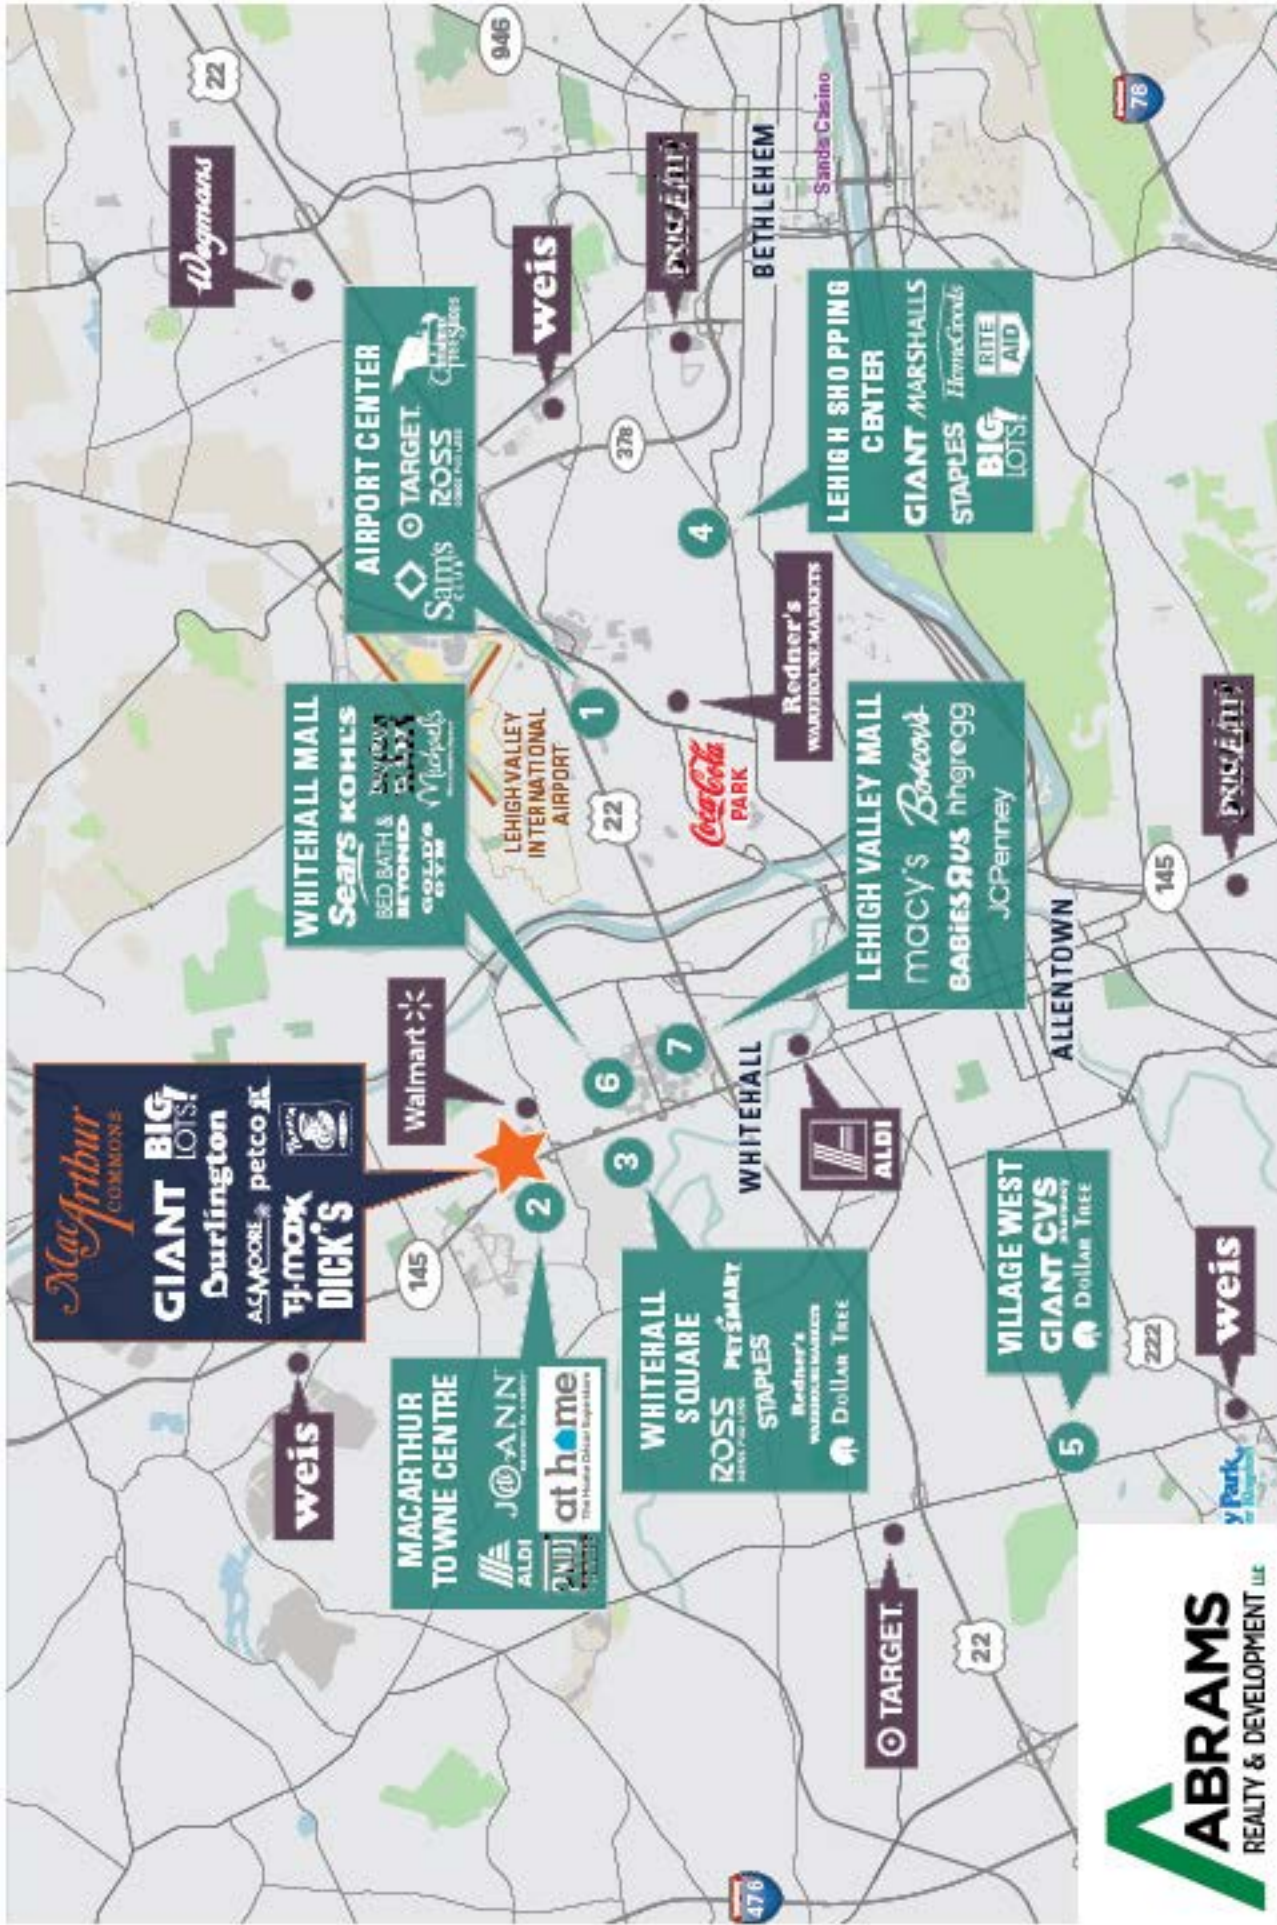 22
946
Wegmans
MacArthur
COMMONS
GIANT BIG LOTS!
Burlington
A.C.MOORE petco
TJ-maxx
DICK'S
Panera
weis
145
Walmart
WHITEHALL MALL
Sears KOHL'S
BED BATH &
BEYOND
GOLD'S
GYM
Michaels
AIRPORT CENTER
Sam's
CLUB
TARGET
ROSS
DRESS FOR LESS
weis
MACARTHUR
TOWNE CENTRE
ALDI
JO-ANN
at home
The Home Décor Superstore
2
LEHIGH VALLEY
INTERNATIONAL
AIRPORT
1
22
378
6
3
7
4
WHITEHALL
SQUARE
ROSS
DRESS FOR LESS
PETSMART
STAPLES
Redner's
WAREHOUSE MARKETS
DOLLAR TREE
Coca-Cola
PARK
WHITEHALL
BETHLEHEM
Sands Casino
Redner's
WAREHOUSE MARKETS
ALDI
LEHIGH VALLEY MALL
macy's Boscov's
BABIES R US hhgregg
JCPenney
LEHIGH SHOPPING
CENTER
GIANT MARSHALLS
STAPLES HomeGoods
BIG
LOTS!
RITE
AID
TARGET
22
VILLAGE WEST
GIANT CVS
pharmacy
DOLLAR TREE
5
222
ALLENTOWN
145
78
weis
y Park
476
ABRAMS
REALTY & DEVELOPMENT LLC